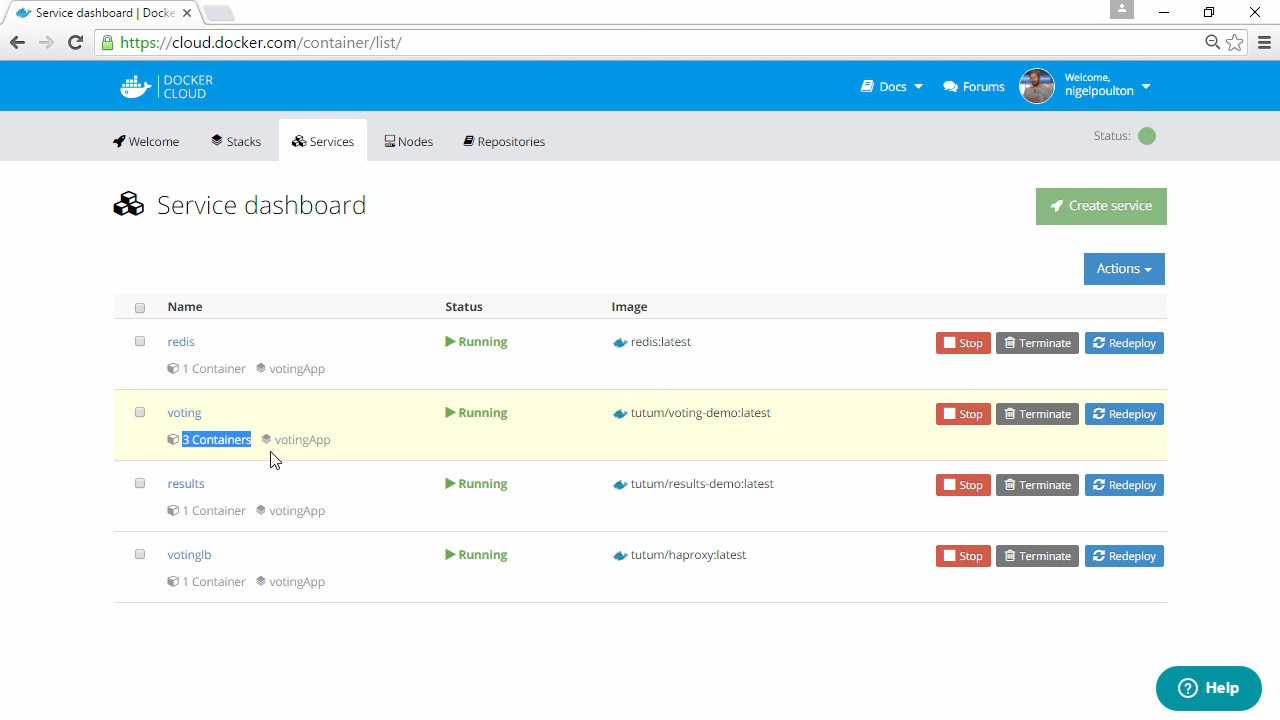 Service dashboard | Docke
https://cloud.docker.com/container/list/
DOCKER
CLOUD
Docs
Forums
Welcome,
nigelpoulton
Welcome
Stacks
Services
Nodes
Repositories
Status:
Service dashboard
Create service
Actions
Name Status Image
redis Running redis:latest Stop Terminate Redeploy
1 Container votingApp
voting Running tutum/voting-demo:latest Stop Terminate Redeploy
3 Containers votingApp
results Running tutum/results-demo:latest Stop Terminate Redeploy
1 Container votingApp
votinglb Running tutum/haproxy:latest Stop Terminate Redeploy
1 Container votingApp
Help